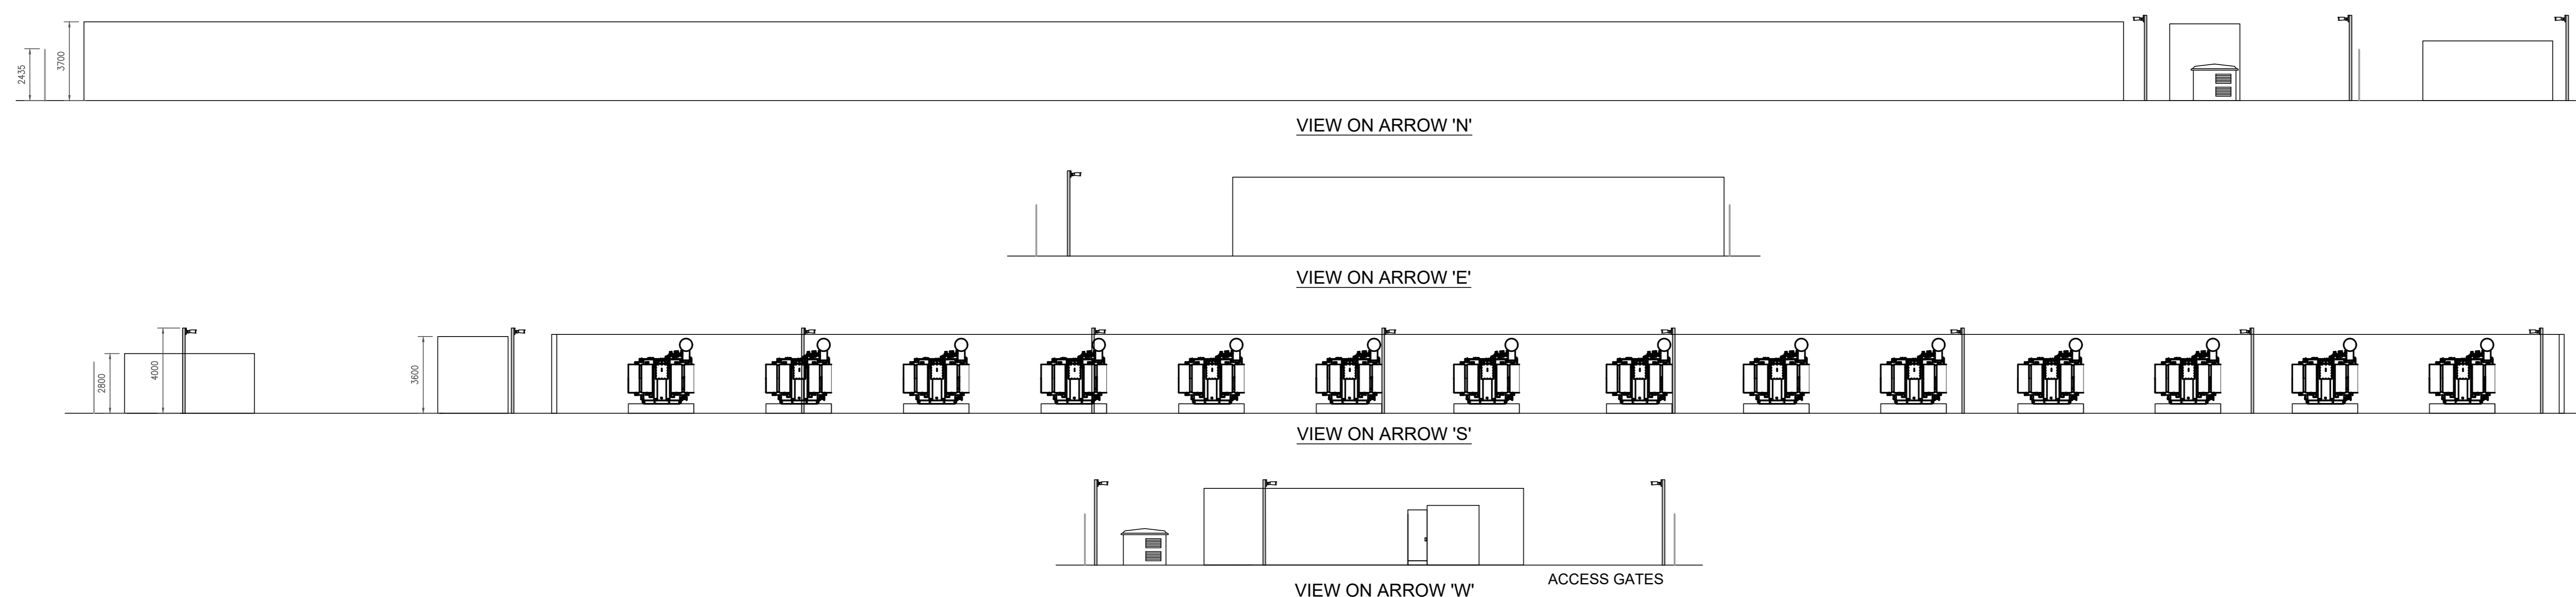 2435
3700
VIEW ON ARROW 'N'
VIEW ON ARROW 'E'
2800
4000
3600
VIEW ON ARROW 'S'
ACCESS GATES
VIEW ON ARROW 'W'